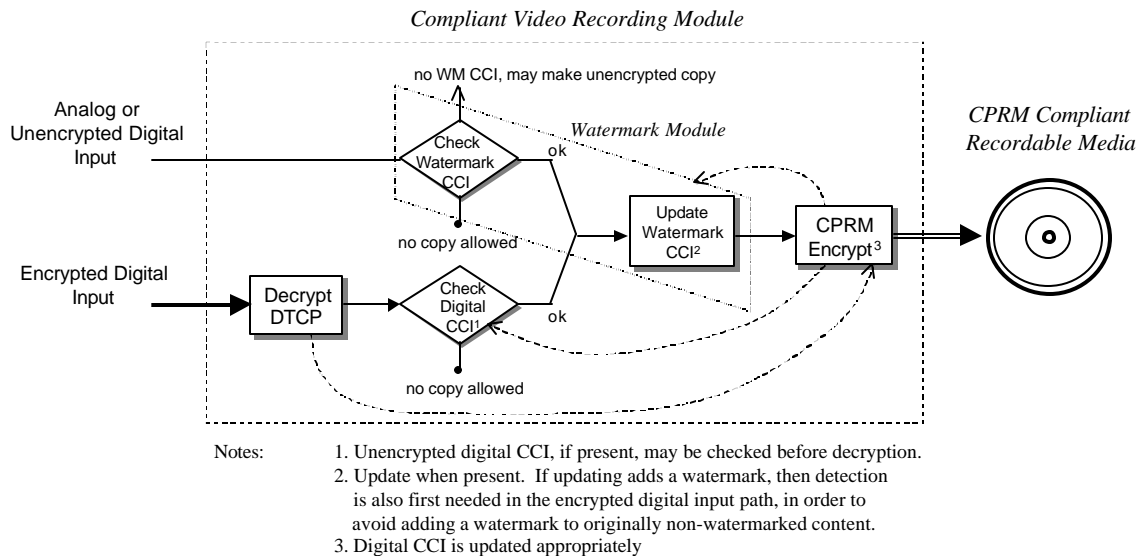 Compliant Video Recording Module
no WM CCI, may make unencrypted copy
Analog or
Unencrypted Digital
Input
Watermark Module
CPRM Compliant
Recordable Media
Check
Watermark
CCI
ok
no copy allowed
Update
Watermark
CCI²
CPRM
Encrypt³
Encrypted Digital
Input
Decrypt
DTCP
Check
Digital
CCI¹
ok
no copy allowed
Notes:
1. Unencrypted digital CCI, if present, may be checked before decryption.
2. Update when present. If updating adds a watermark, then detection
is also first needed in the encrypted digital input path, in order to
avoid adding a watermark to originally non-watermarked content.
3. Digital CCI is updated appropriately